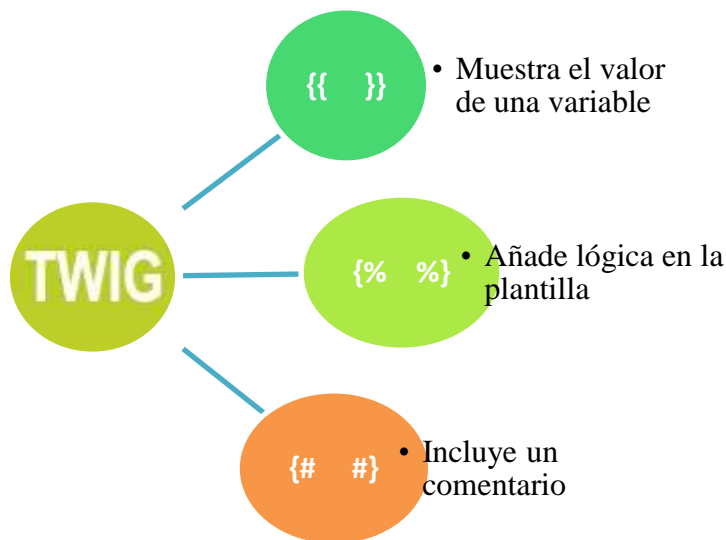 {{ }}
• Muestra el valor
de una variable
TWIG
{% %}
• Añade lógica en la
plantilla
{# #}
• Incluye un
comentario